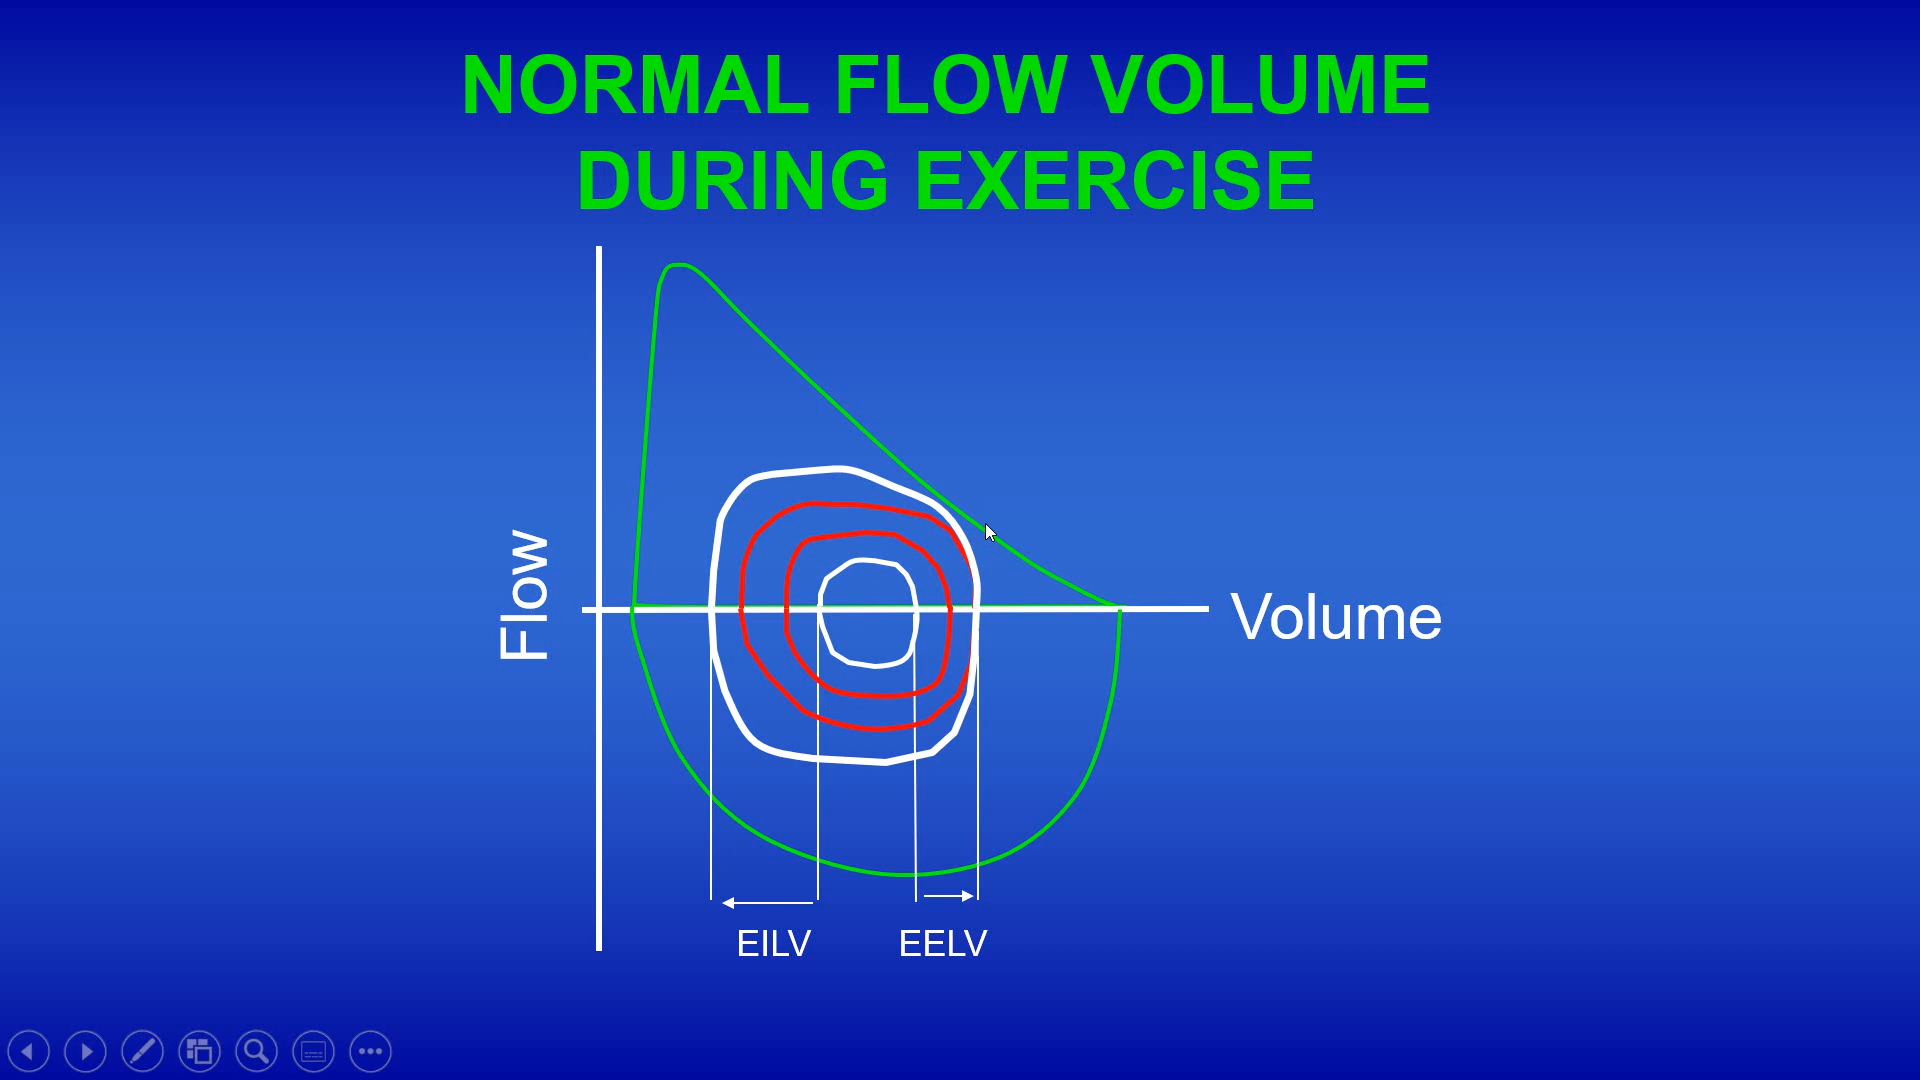 NORMAL FLOW VOLUME
DURING EXERCISE
Flow
Volume
EILV
EELV